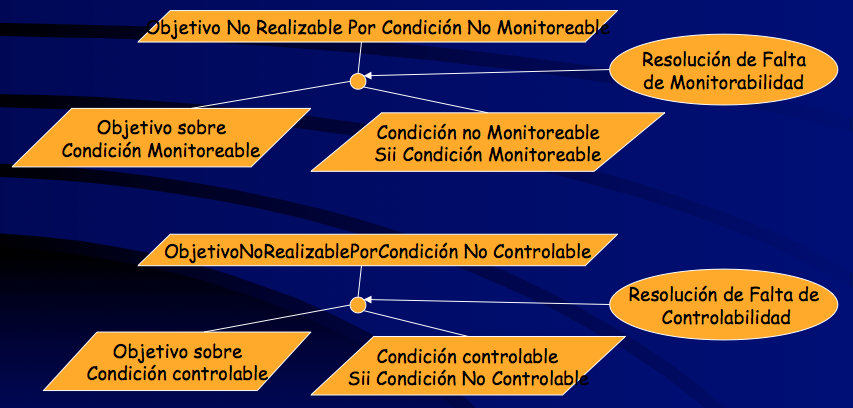 Objetivo No Realizable Por Condición No Monitoreable
Resolución de Falta
de Monitorabilidad
Objetivo sobre
Condición Monitoreable
Condición no Monitoreable
Sii Condición Monitoreable
ObjetivoNoRealizablePorCondición No Controlable
Resolución de Falta de
Controlabilidad
Objetivo sobre
Condición controlable
Condición controlable
Sii Condición No Controlable